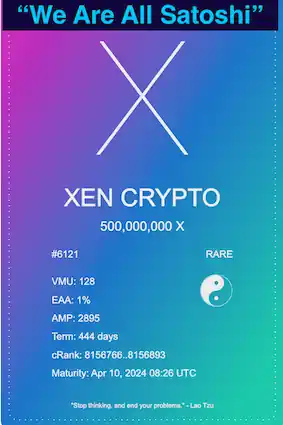 “We Are All Satoshi”
XEN CRYPTO
500,000,000 X
#6121 RARE
VMU: 128
EAA: 1%
AMP: 2895
Term: 444 days
cRank: 8156766..8156893
Maturity: Apr 10, 2024 08:26 UTC
"Stop thinking, and end your problems." - Lao Tzu